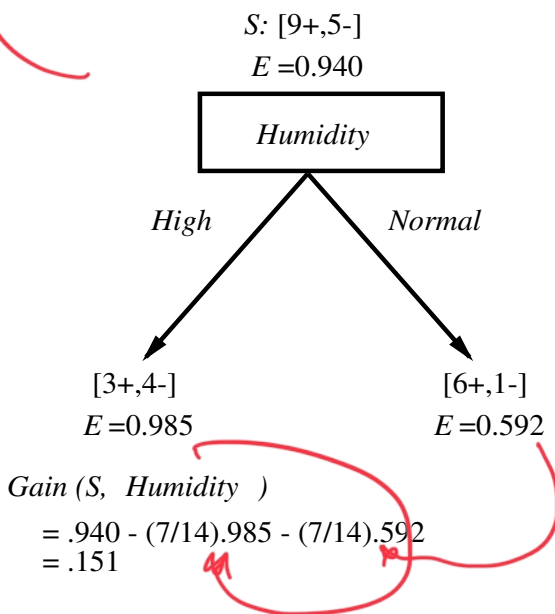 S: [9+,5-]
E =0.940
Humidity
High Normal
[3+,4-] [6+,1-]
E =0.985 E =0.592
Gain (S, Humidity )
= .940 - (7/14).985 - (7/14).592
= .151